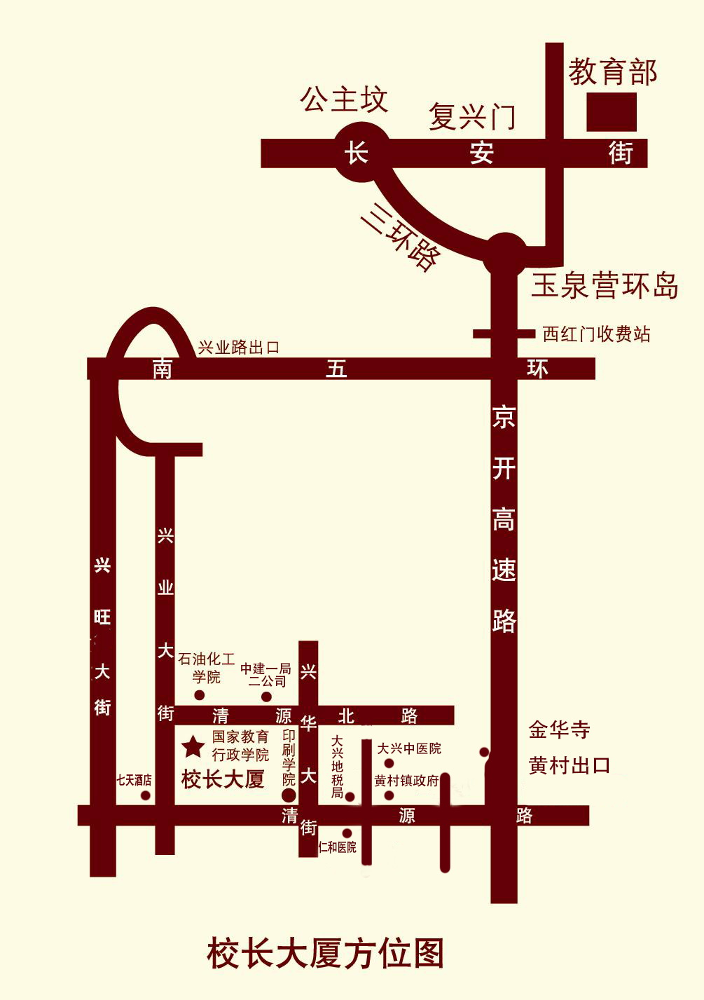 教育部
公主坟
复兴门
长安街
三环路
玉泉营环岛
西红门收费站
兴业路出口
南五环
京开高速路
兴旺大街
兴业大街
石油化工
学院
中建一局
二公司
兴华大街
清源北路
国家教育
行政学院
校长大厦
印刷学院
大兴地税局
大兴中医院
黄村镇政府
金华寺
黄村出口
七天酒店
清源路
仁和医院
校长大厦方位图